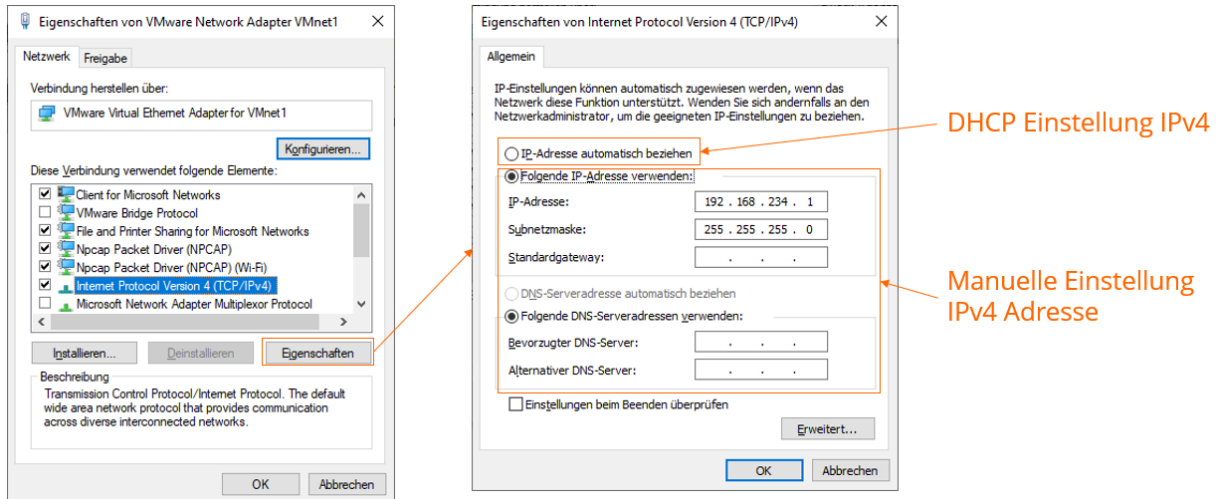 Eigenschaften von VMware Network Adapter VMnet1
Netzwerk
Freigabe
Verbindung herstellen über:
VMware Virtual Ethernet Adapter for VMnet1
Konfigurieren...
Diese Verbindung verwendet folgende Elemente:
Client for Microsoft Networks
VMware Bridge Protocol
File and Printer Sharing for Microsoft Networks
Npcap Packet Driver (NPCAP)
Npcap Packet Driver (NPCAP) (Wi-Fi)
Internet Protocol Version 4 (TCP/IPv4)
Microsoft Network Adapter Multiplexor Protocol
Installieren...
Deinstallieren
Eigenschaften
Beschreibung
Transmission Control Protocol/Internet Protocol. The default
wide area network protocol that provides communication
across diverse interconnected networks.
OK
Abbrechen
Eigenschaften von Internet Protocol Version 4 (TCP/IPv4)
Allgemein
IP-Einstellungen können automatisch zugewiesen werden, wenn das
Netzwerk diese Funktion unterstützt. Wenden Sie sich andernfalls an den
Netzwerkadministrator, um die geeigneten IP-Einstellungen zu beziehen.
IP-Adresse automatisch beziehen
Folgende IP-Adresse verwenden:
IP-Adresse: 192 . 168 . 234 . 1
Subnetzmaske: 255 . 255 . 255 . 0
Standardgateway: . . .
DNS-Serveradresse automatisch beziehen
Folgende DNS-Serveradressen verwenden:
Bevorzugter DNS-Server: . . .
Alternativer DNS-Server: . . .
Einstellungen beim Beenden überprüfen
Erweitert...
OK
Abbrechen
DHCP Einstellung IPv4
Manuelle Einstellung
IPv4 Adresse